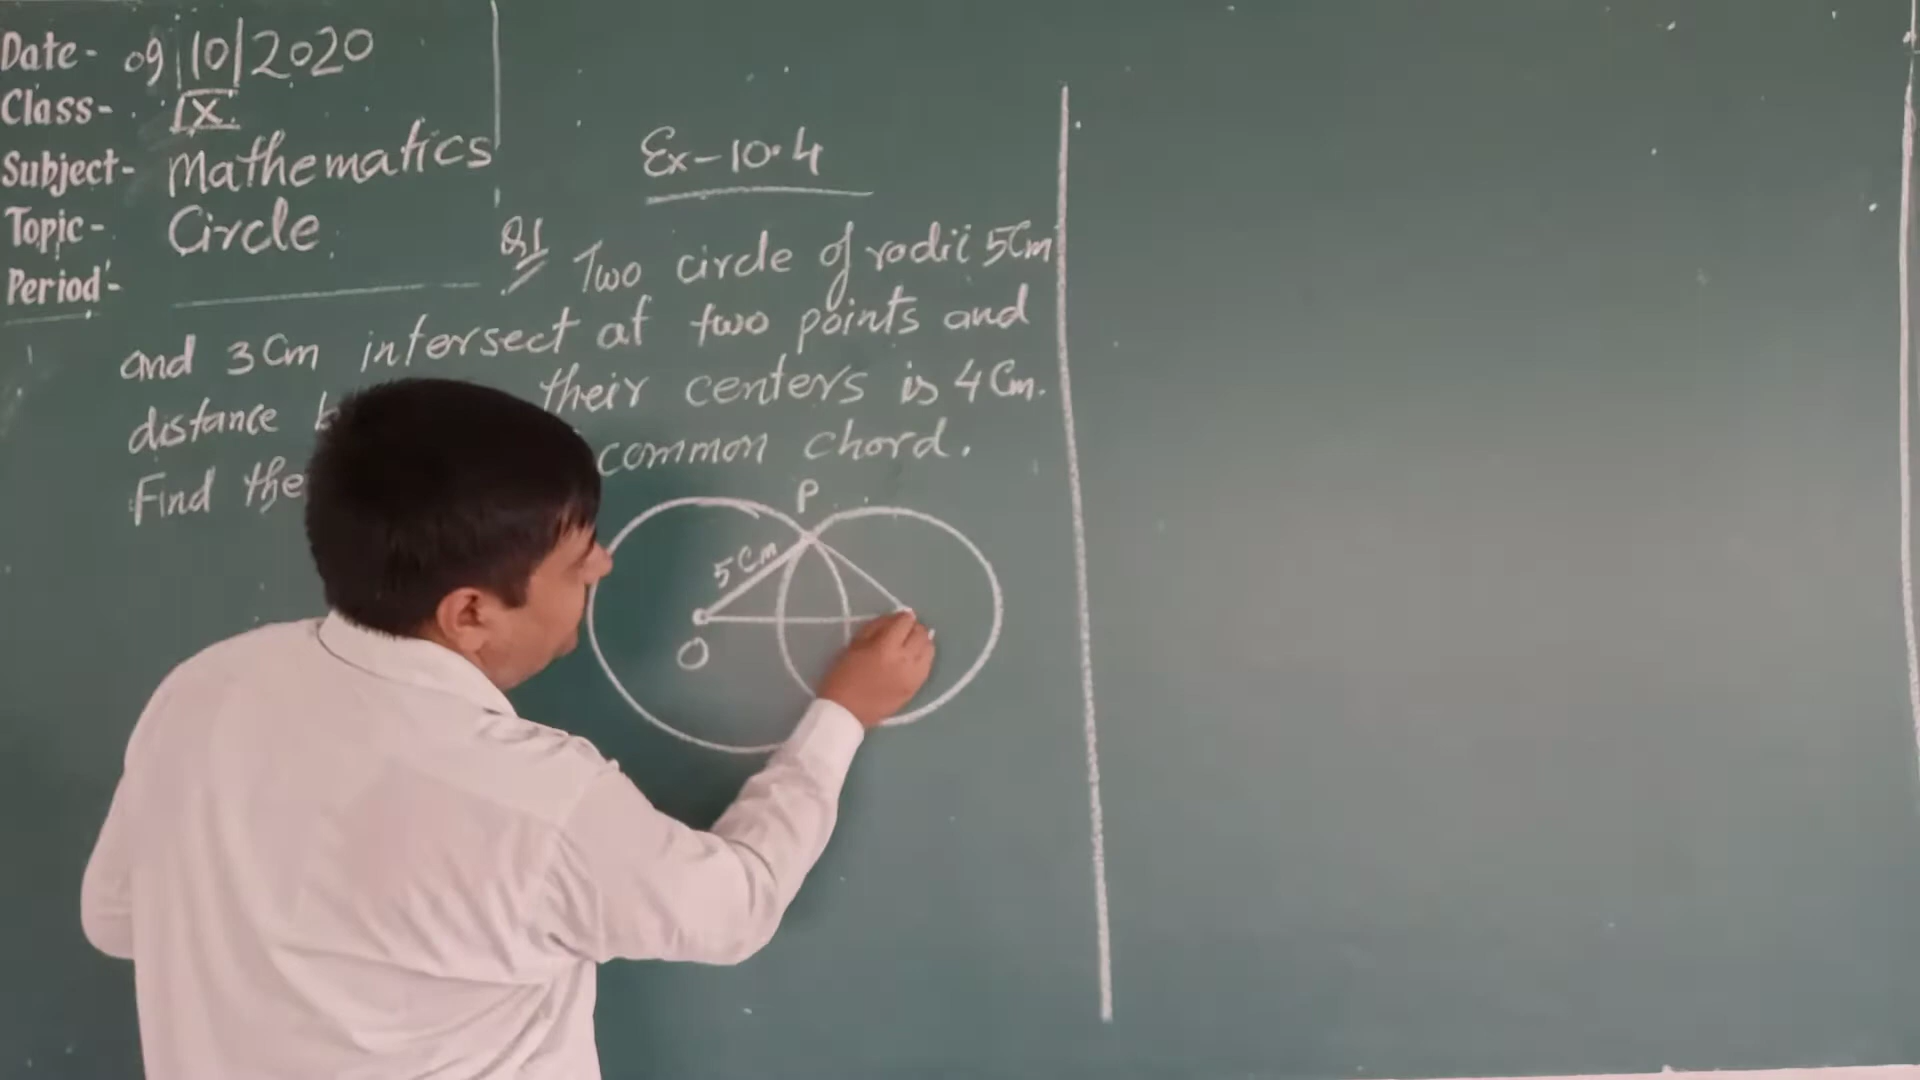 Date- 09/10/2020
Class- IX
Subject- Mathematics
Topic- Circle
Period-
Ex-10.4
Q1 Two circle of radii 5Cm
and 3Cm intersect at two points and
distance their centers is 4Cm.
Find the common chord.
P
5Cm
O